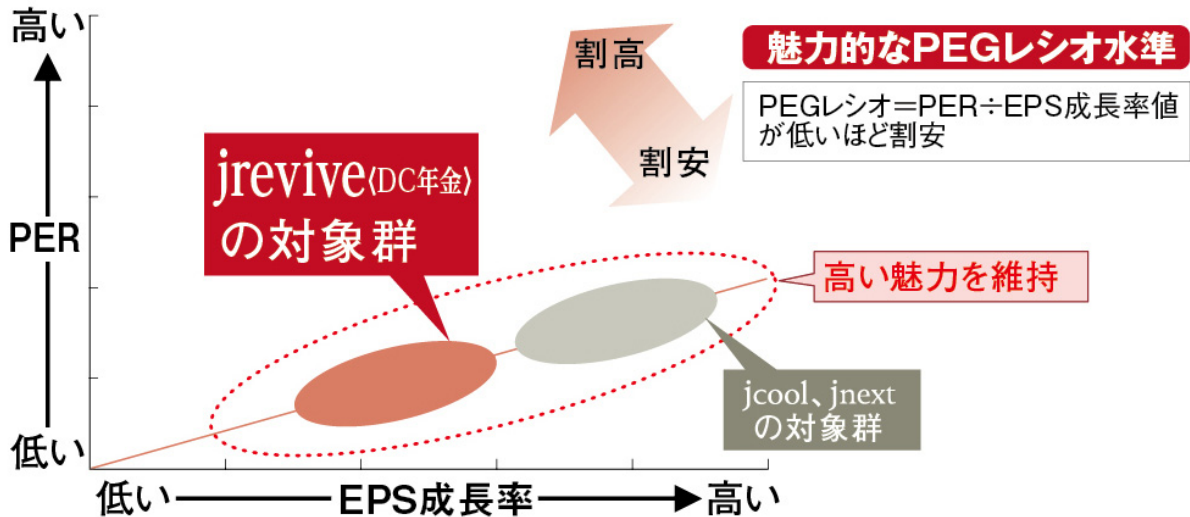 高い
PER
低い
割高
割安
魅力的なPEGレシオ水準
PEGレシオ=PER÷EPS成長率値
が低いほど割安
jrevive〈DC年金〉
の対象群
高い魅力を維持
jcool、jnext
の対象群
低い EPS成長率 高い